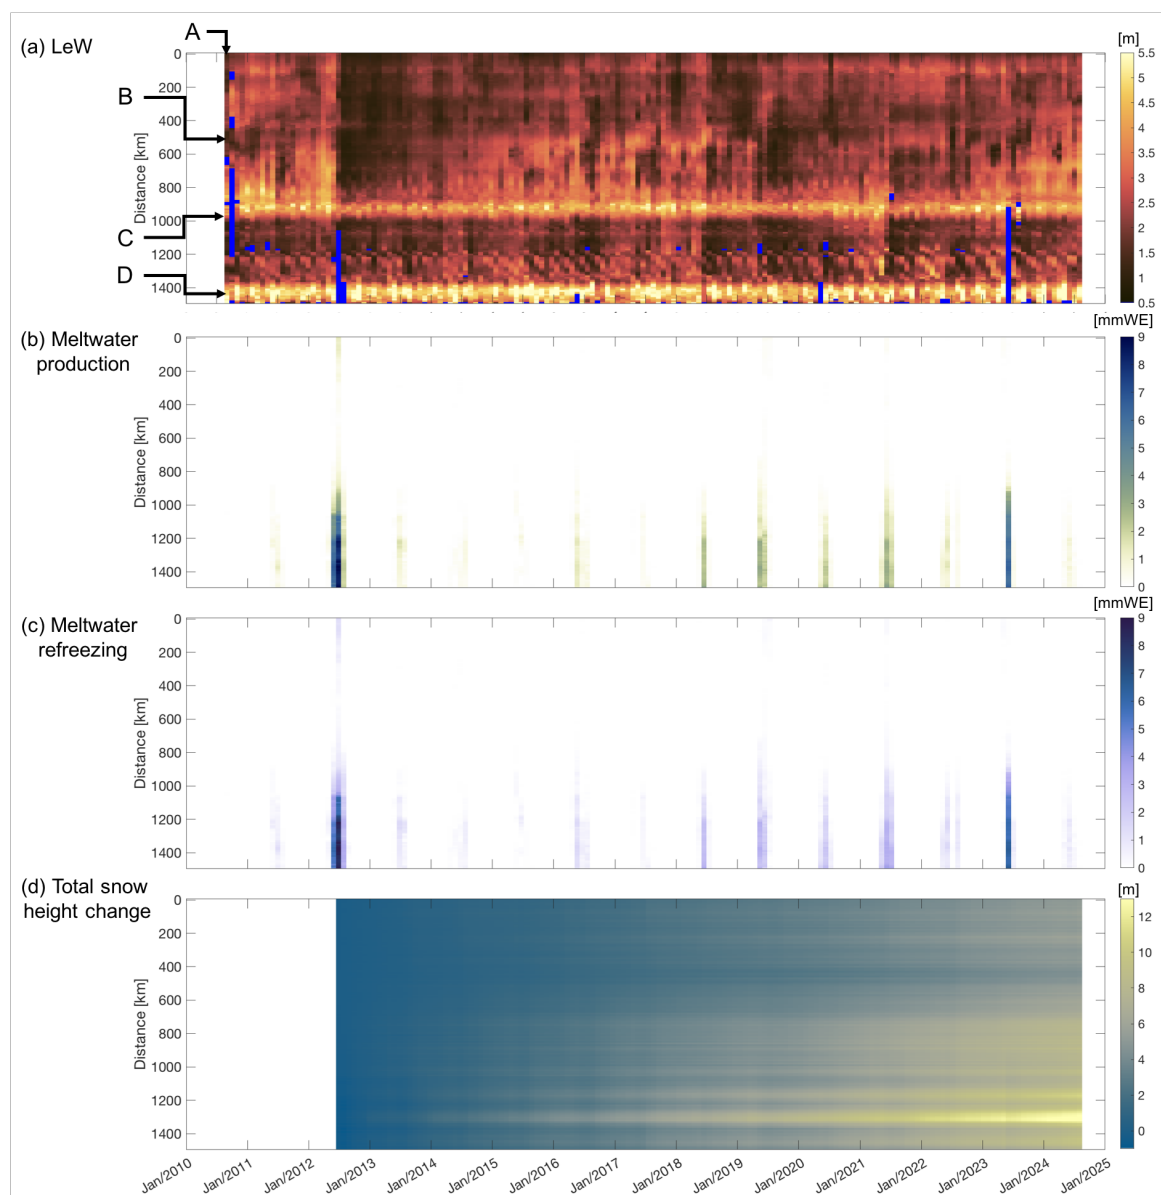 A
(a) LeW
[m]
0
200
400
600
800
1000
1200
1400
Distance [km]
B
C
D
5.5
5
4.5
4
3.5
3
2.5
2
1.5
1
0.5
(b) Meltwater
production
[mmWE]
0
200
400
600
800
1000
1200
1400
Distance [km]
9
8
7
6
5
4
3
2
1
0
(c) Meltwater
refreezing
[mmWE]
0
200
400
600
800
1000
1200
1400
Distance [km]
9
8
7
6
5
4
3
2
1
0
(d) Total snow
height change
[m]
0
200
400
600
800
1000
1200
1400
Distance [km]
12
10
8
6
4
2
0
Jan/2010
Jan/2011
Jan/2012
Jan/2013
Jan/2014
Jan/2015
Jan/2016
Jan/2017
Jan/2018
Jan/2019
Jan/2020
Jan/2021
Jan/2022
Jan/2023
Jan/2024
Jan/2025